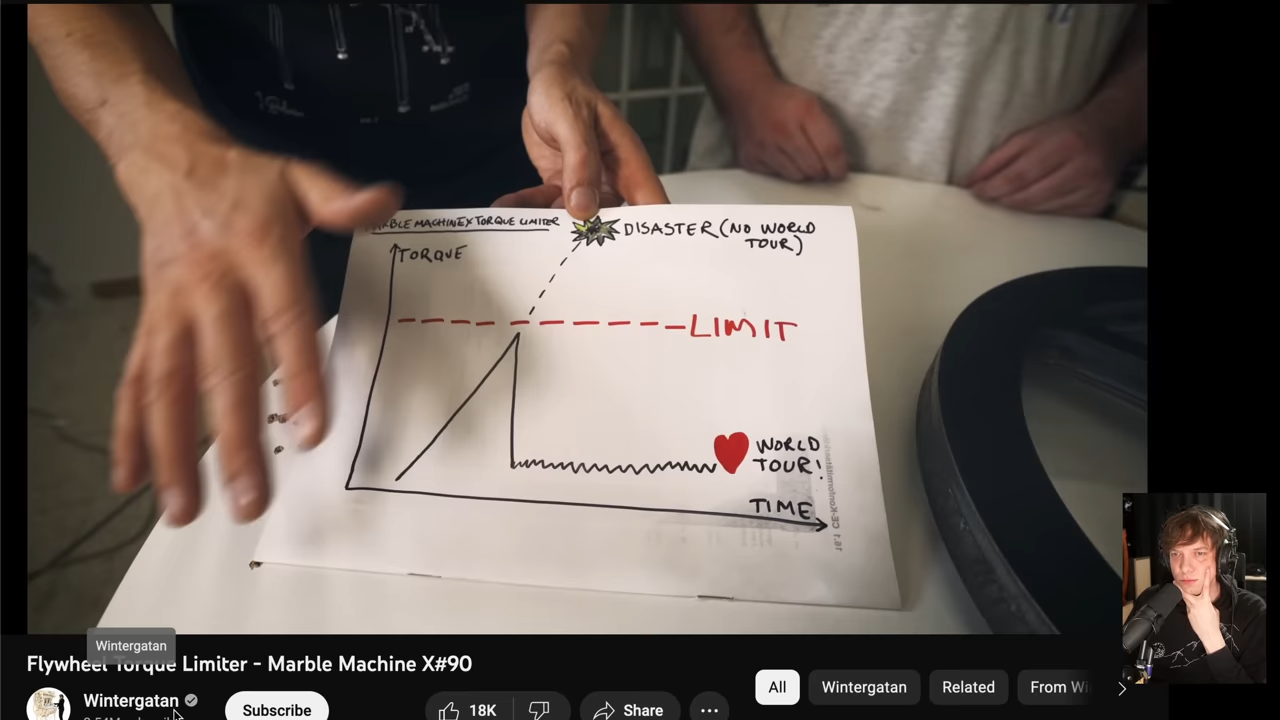 MARBLE MACHINE X TORQUE LIMITER
DISASTER (NO WORLD
TOUR)
TORQUE
LIMIT
WORLD
TOUR!
TIME
Wintergatan
Flywheel Torque Limiter - Marble Machine X#90
Wintergatan
Subscribe
18K
Share
All
Wintergatan
Related
From Wi